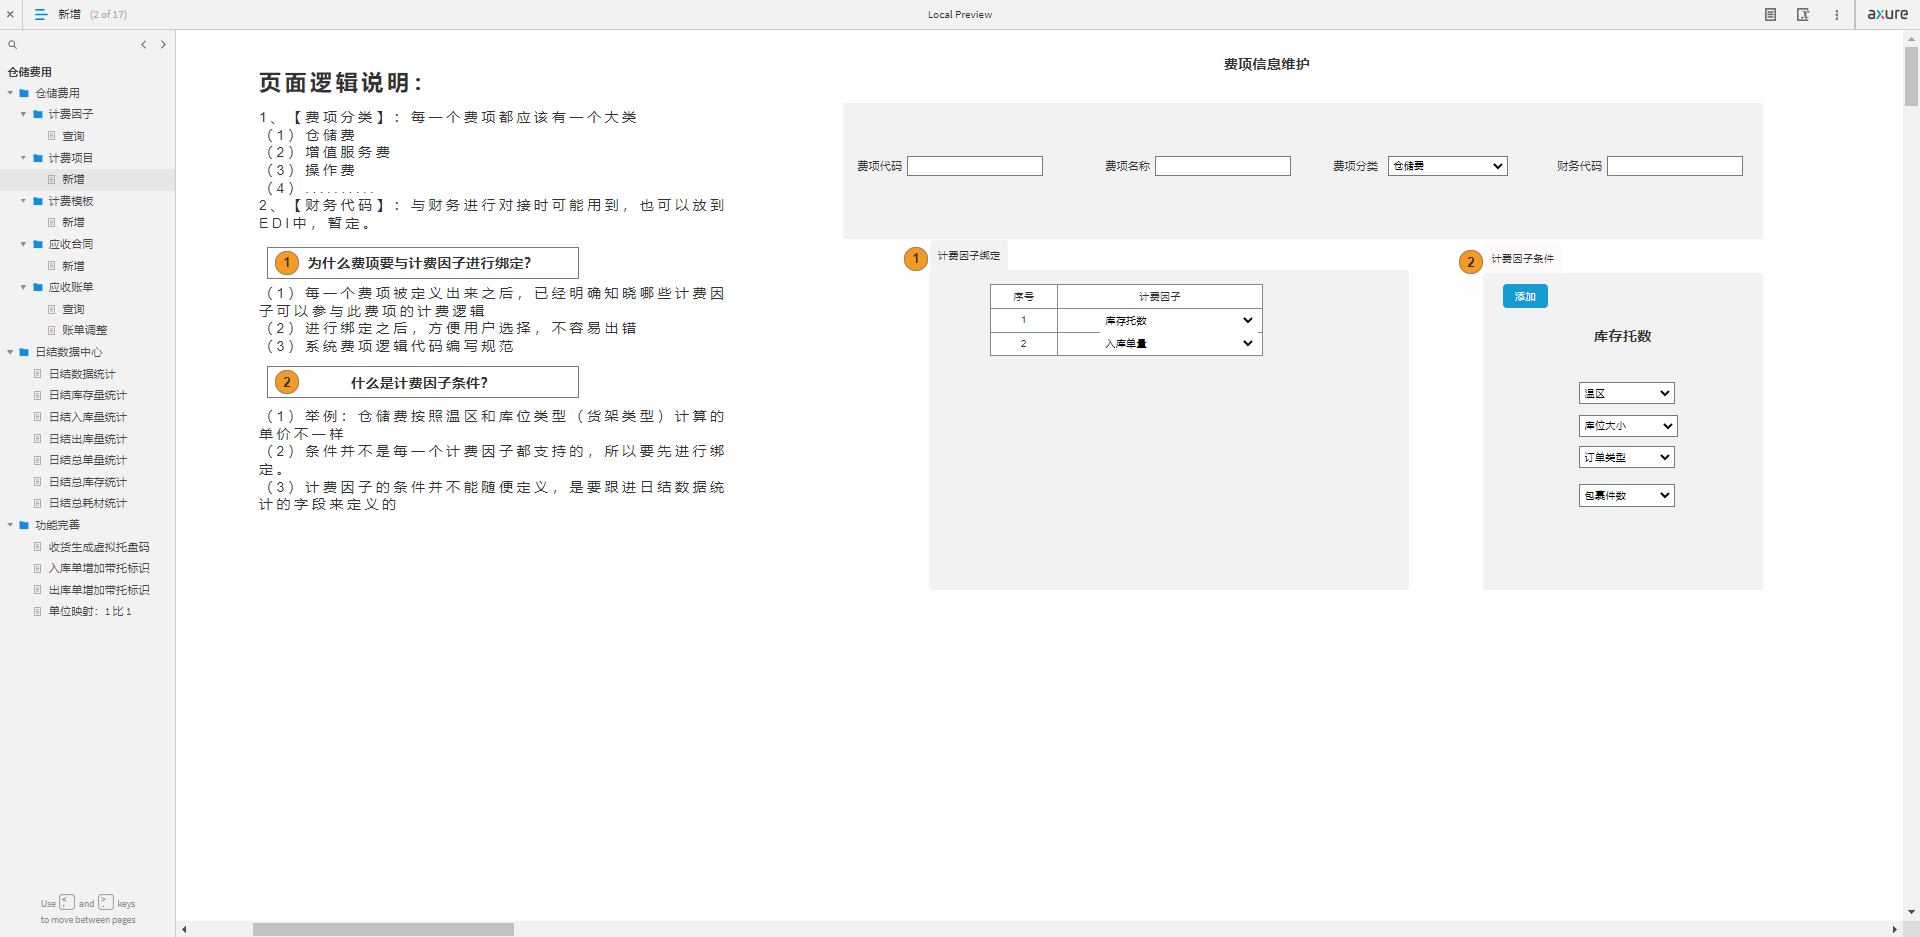 新增 (2 of 17)
Local Preview
axure
仓储费用
仓储费用
计费因子
查询
计费项目
新增
计费模板
新增
应收合同
新增
应收账单
查询
账单调整
日结数据中心
日结数据统计
日结库存量统计
日结入库量统计
日结出库量统计
日结总单量统计
日结总库存统计
日结总耗材统计
功能完善
收货生成虚拟托盘码
入库单增加带托标识
出库单增加带托标识
单位映射：1比1
Use < , and > . keys
to move between pages
页面逻辑说明：
1、【费项分类】：每一个费项都应该有一个大类
（1）仓储费
（2）增值服务费
（3）操作费
（4）..........
2、【财务代码】：与财务进行对接时可能用到，也可以放到
EDI中，暂定。
1 为什么费项要与计费因子进行绑定？
（1）每一个费项被定义出来之后，已经明确知晓哪些计费因
子可以参与此费项的计费逻辑
（2）进行绑定之后，方便用户选择，不容易出错
（3）系统费项逻辑代码编写规范
2 什么是计费因子条件？
（1）举例：仓储费按照温区和库位类型（货架类型）计算的
单价不一样
（2）条件并不是每一个计费因子都支持的，所以要先进行绑
定。
（3）计费因子的条件并不能随便定义，是要跟进日结数据统
计的字段来定义的
费项信息维护
费项代码 费项名称 费项分类 仓储费 财务代码
1 计费因子绑定
序号 计费因子
1 库存托数
2 入库单量
2 计费因子条件
添加
库存托数
温区
库位大小
订单类型
包裹件数